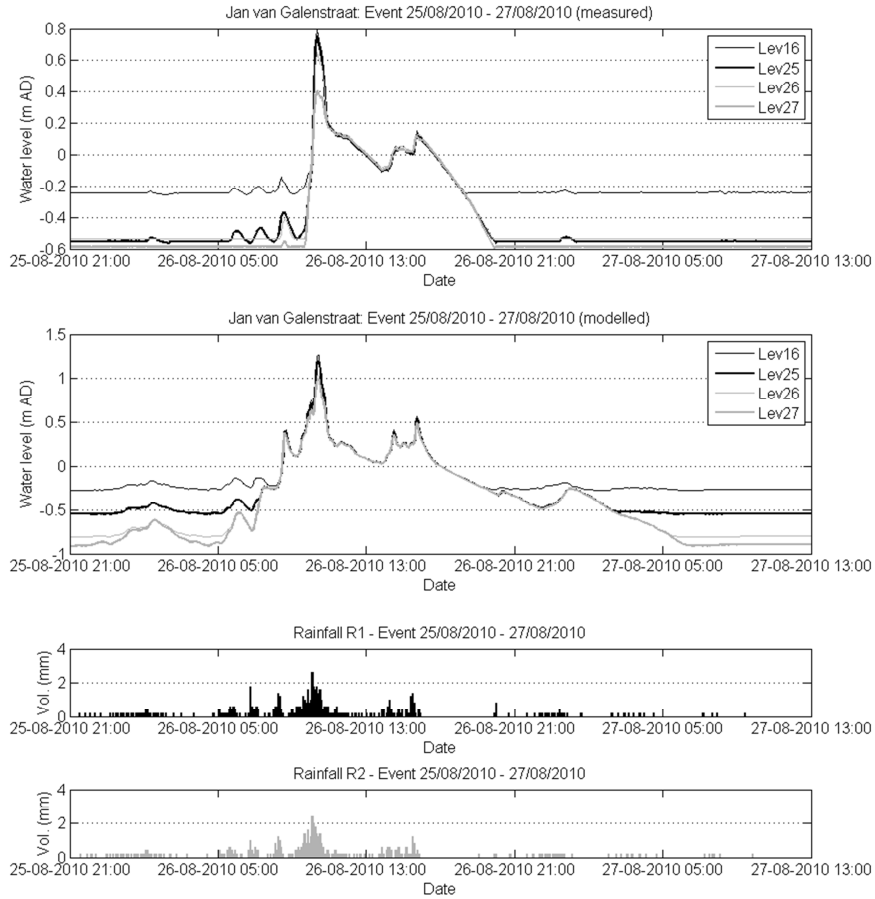 Jan van Galenstraat: Event 25/08/2010 - 27/08/2010 (measured)
0.8
0.6
0.4
0.2
0
-0.2
-0.4
-0.6
Water level (m AD)
Lev16
Lev25
Lev26
Lev27
25-08-2010 21:00 26-08-2010 05:00 26-08-2010 13:00 26-08-2010 21:00 27-08-2010 05:00 27-08-2010 13:00
Date
Jan van Galenstraat: Event 25/08/2010 - 27/08/2010 (modelled)
1.5
1
0.5
0
-0.5
-1
Water level (m AD)
Lev16
Lev25
Lev26
Lev27
25-08-2010 21:00 26-08-2010 05:00 26-08-2010 13:00 26-08-2010 21:00 27-08-2010 05:00 27-08-2010 13:00
Date
Rainfall R1 - Event 25/08/2010 - 27/08/2010
4
2
0
Vol. (mm)
25-08-2010 21:00 26-08-2010 05:00 26-08-2010 13:00 26-08-2010 21:00 27-08-2010 05:00 27-08-2010 13:00
Date
Rainfall R2 - Event 25/08/2010 - 27/08/2010
4
2
0
Vol. (mm)
25-08-2010 21:00 26-08-2010 05:00 26-08-2010 13:00 26-08-2010 21:00 27-08-2010 05:00 27-08-2010 13:00
Date